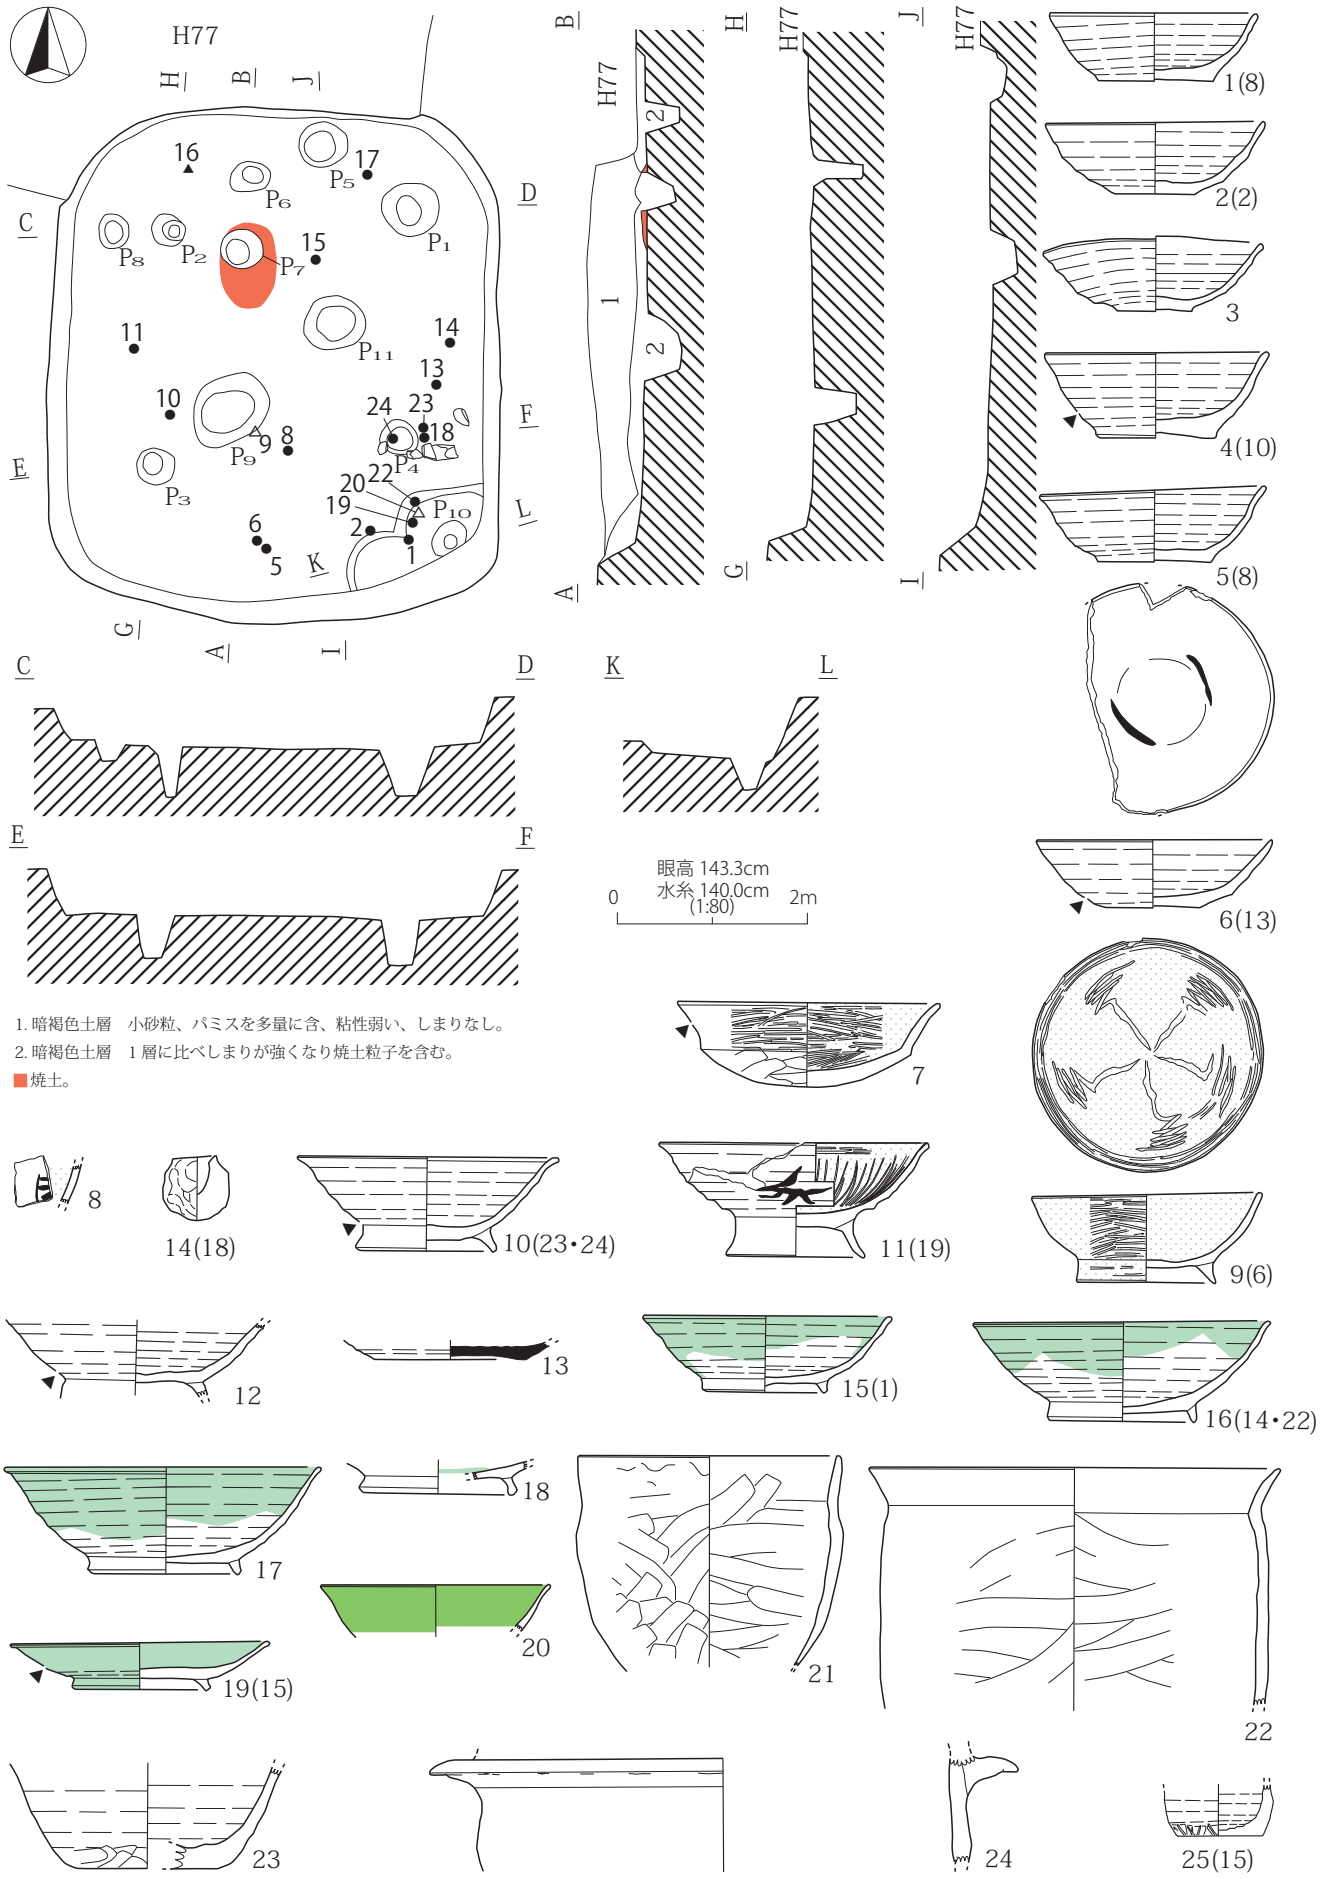 H77
H
B
J
16
17
P5
P6
D
C
P1
P8
P2
15
P7
11
14
P11
13
10
24
23
F
9
8
18
P9
P4
E
22
P3
20
L
19
P10
6
2
5
K
1
G
A
I
B
H77
2
1
2
A
H
H77
G
J
H77
I
1(8)
2(2)
3
4(10)
5(8)
6(13)
C
D
K
L
E
F
眼高 143.3cm
水糸 140.0cm
(1:80)
0 2m
1. 暗褐色土層 小砂粒、パミスを多量に含、粘性弱い、しまりなし。
2. 暗褐色土層 1層に比べしまりが強くなり焼土粒子を含む。
焼土。
7
8
14(18)
10(23・24)
11(19)
9(6)
12
13
15(1)
16(14・22)
17
18
19(15)
20
21
22
23
24
25(15)